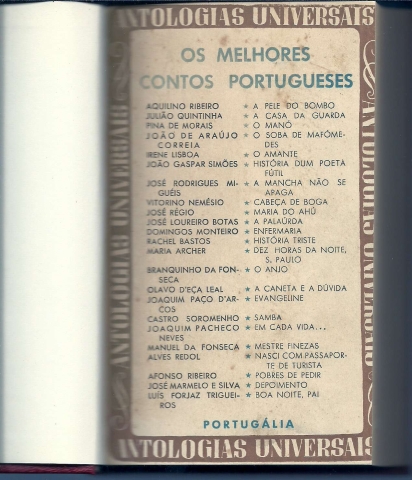 ANTOLOGIAS UNIVERSAIS
OS MELHORES
CONTOS PORTUGUESES
AQUILINO RIBEIRO ★ A PELE DO BOMBO
JULIÃO QUINTINHA ★ A CASA DA GUARDA
PINA DE MORAIS ★ O MANÓ
JOÃO DE ARAÚJO ★ O SOBA DE MAFÓME-
CORREIA DES
IRENE LISBOA ★ O AMANTE
JOÃO GASPAR SIMÕES ★ HISTÓRIA DUM POETA
FÚTIL
JOSÉ RODRIGUES MI- ★ A MANCHA NÃO SE
GUÉIS APAGA
VITORINO NEMÉSIO ★ CABEÇA DE BOGA
JOSÉ RÉGIO ★ MARIA DO AHÚ
JOSÉ LOUREIRO BOTAS ★ A PALAÚRDA
DOMINGOS MONTEIRO ★ ENFERMARIA
RACHEL BASTOS ★ HISTÓRIA TRISTE
MARIA ARCHER ★ DEZ HORAS DA NOITE,
S. PAULO
BRANQUINHO DA FON- ★ O ANJO
SECA
OLAVO D'EÇA LEAL ★ A CANETA E A DÚVIDA
JOAQUIM PAÇO D'AR- ★ EVANGELINE
COS
CASTRO SOROMENHO ★ SAMBA
JOAQUIM PACHECO ★ EM CADA VIDA...
NEVES
MANUEL DA FONSECA ★ MESTRE FINEZAS
ALVES REDOL ★ NASCI COM PASSAPOR-
TE DE TURISTA
AFONSO RIBEIRO ★ POBRES DE PEDIR
JOSÉ MARMELO E SILVA ★ DEPOIMENTO
LUÍS FORJAZ TRIGUEI- ★ BOA NOITE, PAI
ROS
PORTUGÁLIA
ANTOLOGIAS UNIVERSAIS
ANTOLOGIAS UNIVERSAIS
ANTOLOGIAS UNIVERSAIS